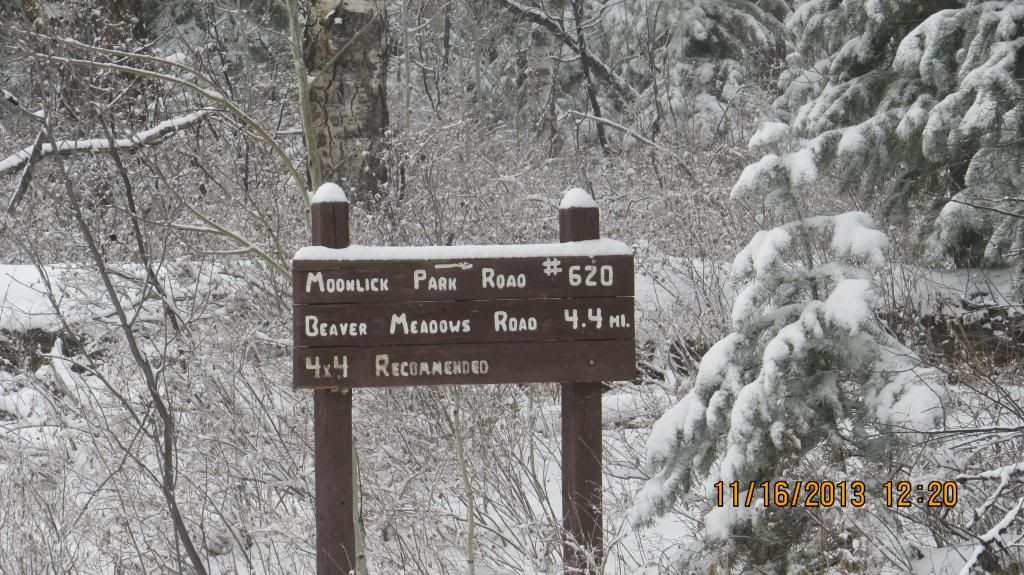 MOONLICK PARK ROAD # 620
BEAVER MEADOWS ROAD 4.4 MI.
4x4 RECOMMENDED
11/16/2013 12:20